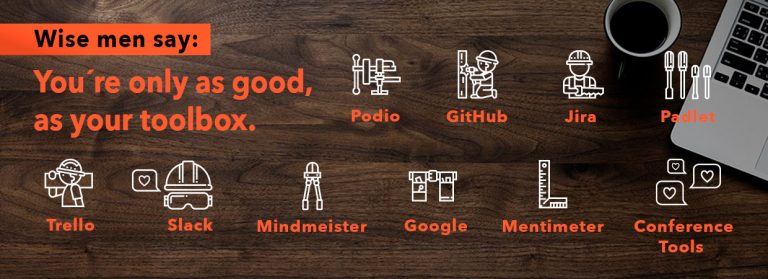 Wise men say:
You´re only as good,
as your toolbox.
Podio
GitHub
Jira
Padlet
Trello
Slack
Mindmeister
Google
Mentimeter
Conference
Tools